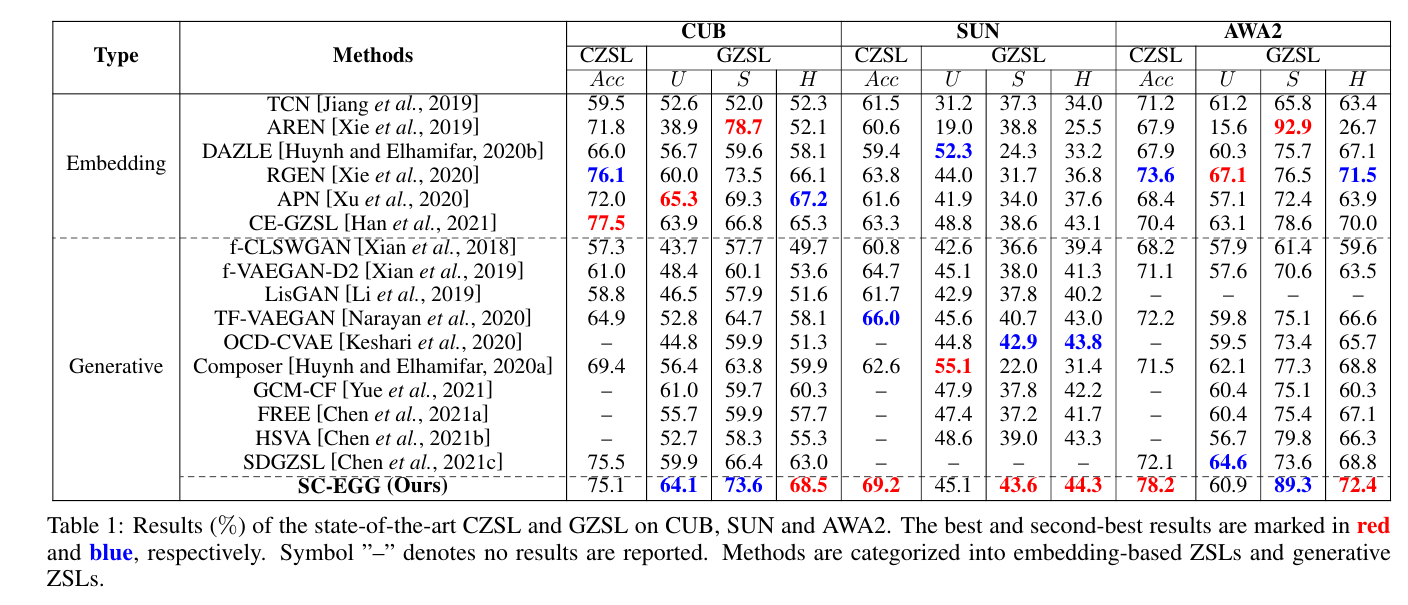 Type Methods CUB SUN AWA2
CZSL GZSL CZSL GZSL CZSL GZSL
Acc U S H Acc U S H Acc U S H
Embedding
TCN [Jiang et al., 2019] 59.5 52.6 52.0 52.3 61.5 31.2 37.3 34.0 71.2 61.2 65.8 63.4
AREN [Xie et al., 2019] 71.8 38.9 78.7 52.1 60.6 19.0 38.8 25.5 67.9 15.6 92.9 26.7
DAZLE [Huynh and Elhamifar, 2020b] 66.0 56.7 59.6 58.1 59.4 52.3 24.3 33.2 67.9 60.3 75.7 67.1
RGEN [Xie et al., 2020] 76.1 60.0 73.5 66.1 63.8 44.0 31.7 36.8 73.6 67.1 76.5 71.5
APN [Xu et al., 2020] 72.0 65.3 69.3 67.2 61.6 41.9 34.0 37.6 68.4 57.1 72.4 63.9
CE-GZSL [Han et al., 2021] 77.5 63.9 66.8 65.3 63.3 48.8 38.6 43.1 70.4 63.1 78.6 70.0
Generative
f-CLSWGAN [Xian et al., 2018] 57.3 43.7 57.7 49.7 60.8 42.6 36.6 39.4 68.2 57.9 61.4 59.6
f-VAEGAN-D2 [Xian et al., 2019] 61.0 48.4 60.1 53.6 64.7 45.1 38.0 41.3 71.1 57.6 70.6 63.5
LisGAN [Li et al., 2019] 58.8 46.5 57.9 51.6 61.7 42.9 37.8 40.2 – – – –
TF-VAEGAN [Narayan et al., 2020] 64.9 52.8 64.7 58.1 66.0 45.6 40.7 43.0 72.2 59.8 75.1 66.6
OCD-CVAE [Keshari et al., 2020] – 44.8 59.9 51.3 – 44.8 42.9 43.8 – 59.5 73.4 65.7
Composer [Huynh and Elhamifar, 2020a] 69.4 56.4 63.8 59.9 62.6 55.1 22.0 31.4 71.5 62.1 77.3 68.8
GCM-CF [Yue et al., 2021] – 61.0 59.7 60.3 – 47.9 37.8 42.2 – 60.4 75.1 60.3
FREE [Chen et al., 2021a] – 55.7 59.9 57.7 – 47.4 37.2 41.7 – 60.4 75.4 67.1
HSVA [Chen et al., 2021b] – 52.7 58.3 55.3 – 48.6 39.0 43.3 – 56.7 79.8 66.3
SDGZSL [Chen et al., 2021c] 75.5 59.9 66.4 63.0 – – – – 72.1 64.6 73.6 68.8
SC-EGG (Ours) 75.1 64.1 73.6 68.5 69.2 45.1 43.6 44.3 78.2 60.9 89.3 72.4
Table 1: Results (%) of the state-of-the-art CZSL and GZSL on CUB, SUN and AWA2. The best and second-best results are marked in red
and blue, respectively. Symbol ”–” denotes no results are reported. Methods are categorized into embedding-based ZSLs and generative
ZSLs.